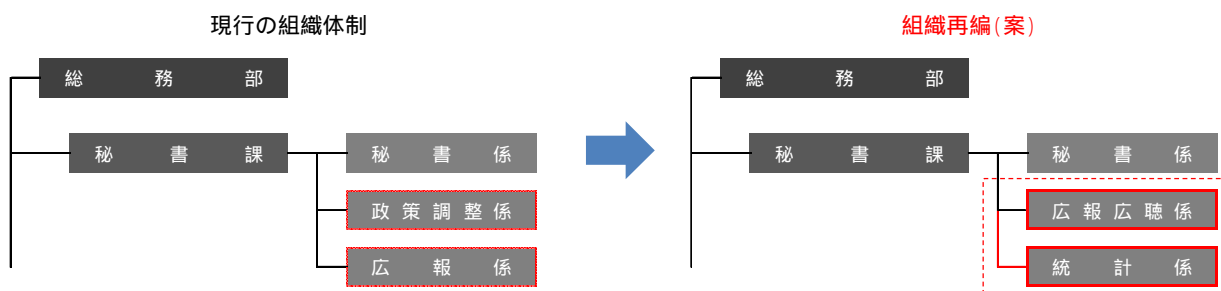 現行の組織体制
組織再編(案)
総務部
総務部
秘書課
秘書係
秘書課
秘書係
政策調整係
広報広聴係
広報係
統計係